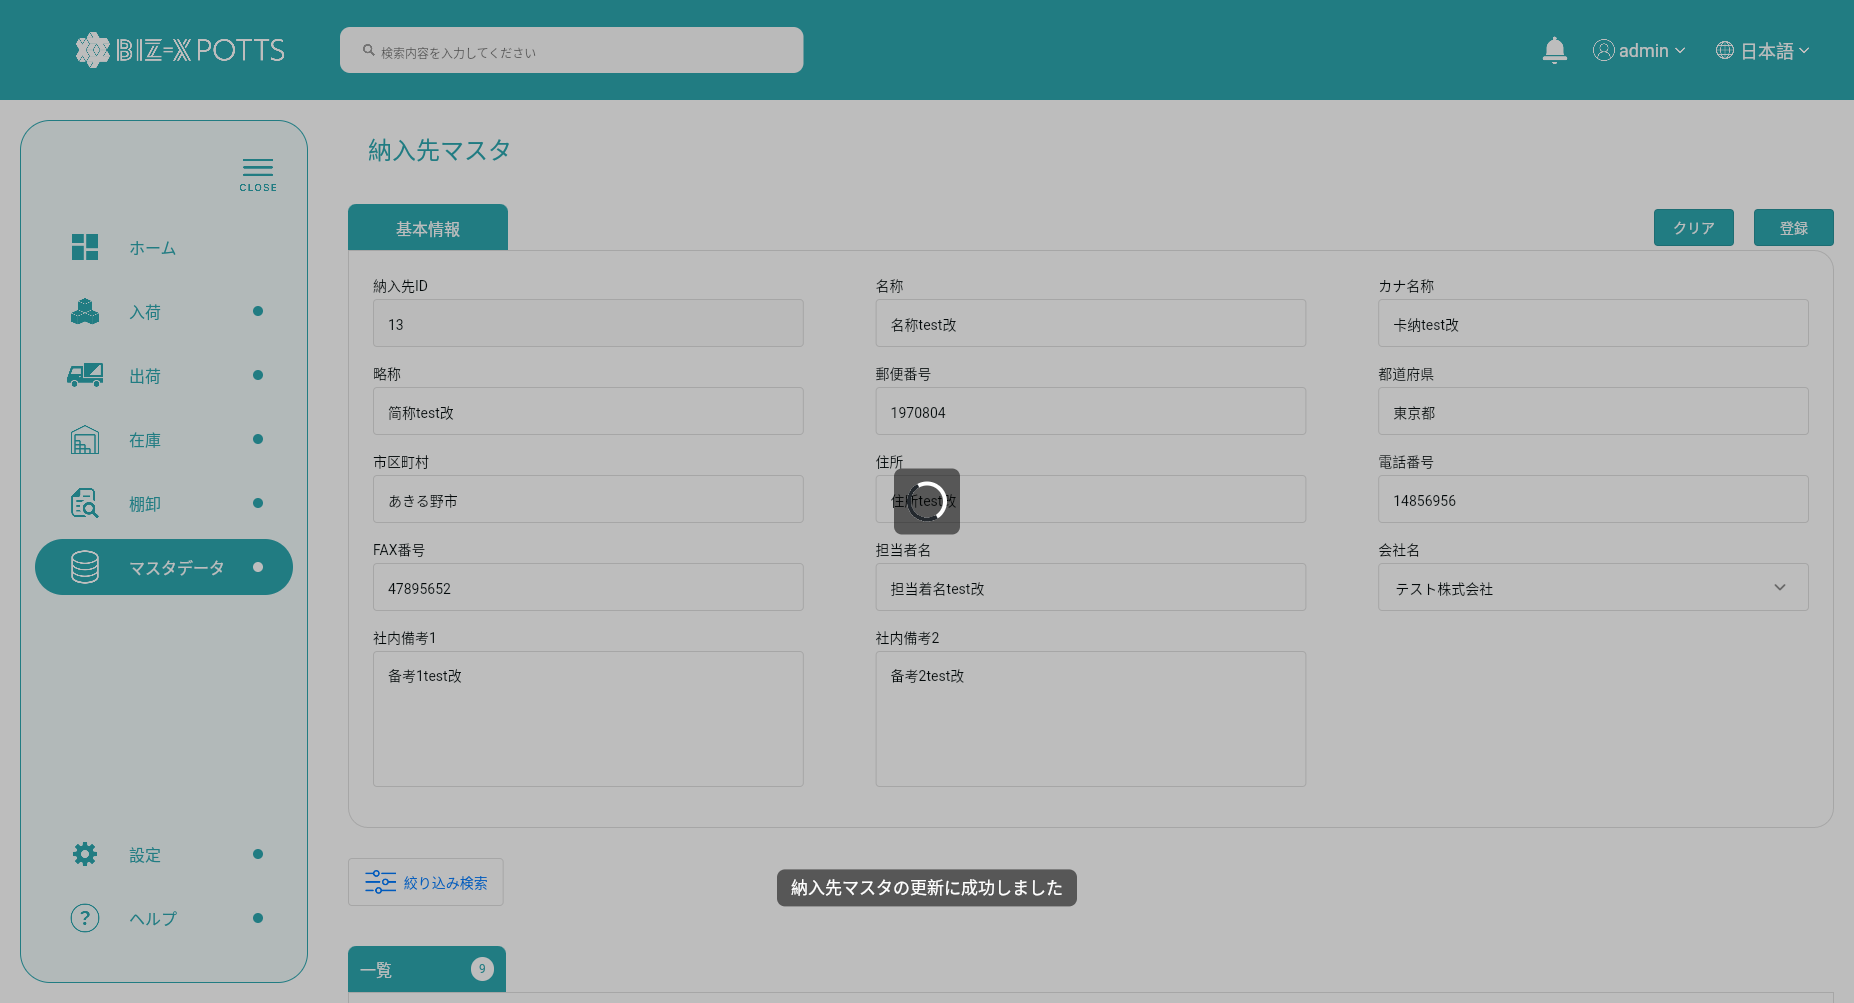 BIZ=X POTTS
検索内容を入力してください
admin
日本語
CLOSE
ホーム
入荷
出荷
在庫
棚卸
マスタデータ
設定
ヘルプ
納入先マスタ
基本情報
クリア
登録
納入先ID
名称
カナ名称
13
名称test改
卡纳test改
略称
郵便番号
都道府県
简称test改
1970804
東京都
市区町村
住所
電話番号
あきる野市
住所test改
14856956
FAX番号
担当者名
会社名
47895652
担当着名test改
テスト株式会社
社内備考1
社内備考2
备考1test改
备考2test改
絞り込み検索
納入先マスタの更新に成功しました
一覧
9
?